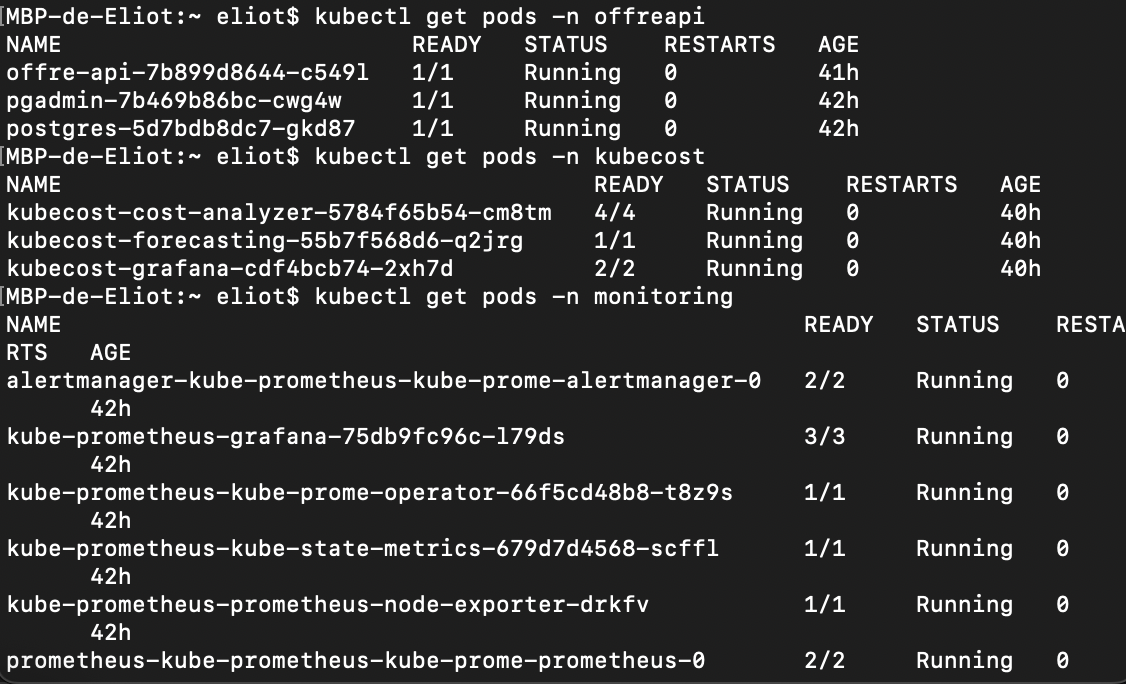 [MBP-de-Eliot:~ eliot$ kubectl get pods -n offreapi
NAME READY STATUS RESTARTS AGE
offre-api-7b899d8644-c549l 1/1 Running 0 41h
pgadmin-7b469b86bc-cwg4w 1/1 Running 0 42h
postgres-5d7bdb8dc7-gkd87 1/1 Running 0 42h
[MBP-de-Eliot:~ eliot$ kubectl get pods -n kubecost
NAME READY STATUS RESTARTS AGE
kubecost-cost-analyzer-5784f65b54-cm8tm 4/4 Running 0 40h
kubecost-forecasting-55b7f568d6-q2jrg 1/1 Running 0 40h
kubecost-grafana-cdf4bcb74-2xh7d 2/2 Running 0 40h
[MBP-de-Eliot:~ eliot$ kubectl get pods -n monitoring
NAME READY STATUS RESTA
RTS AGE
alertmanager-kube-prometheus-kube-prome-alertmanager-0 2/2 Running 0
42h
kube-prometheus-grafana-75db9fc96c-l79ds 3/3 Running 0
42h
kube-prometheus-kube-prome-operator-66f5cd48b8-t8z9s 1/1 Running 0
42h
kube-prometheus-kube-state-metrics-679d7d4568-scffl 1/1 Running 0
42h
kube-prometheus-prometheus-node-exporter-drkfv 1/1 Running 0
42h
prometheus-kube-prometheus-kube-prome-prometheus-0 2/2 Running 0